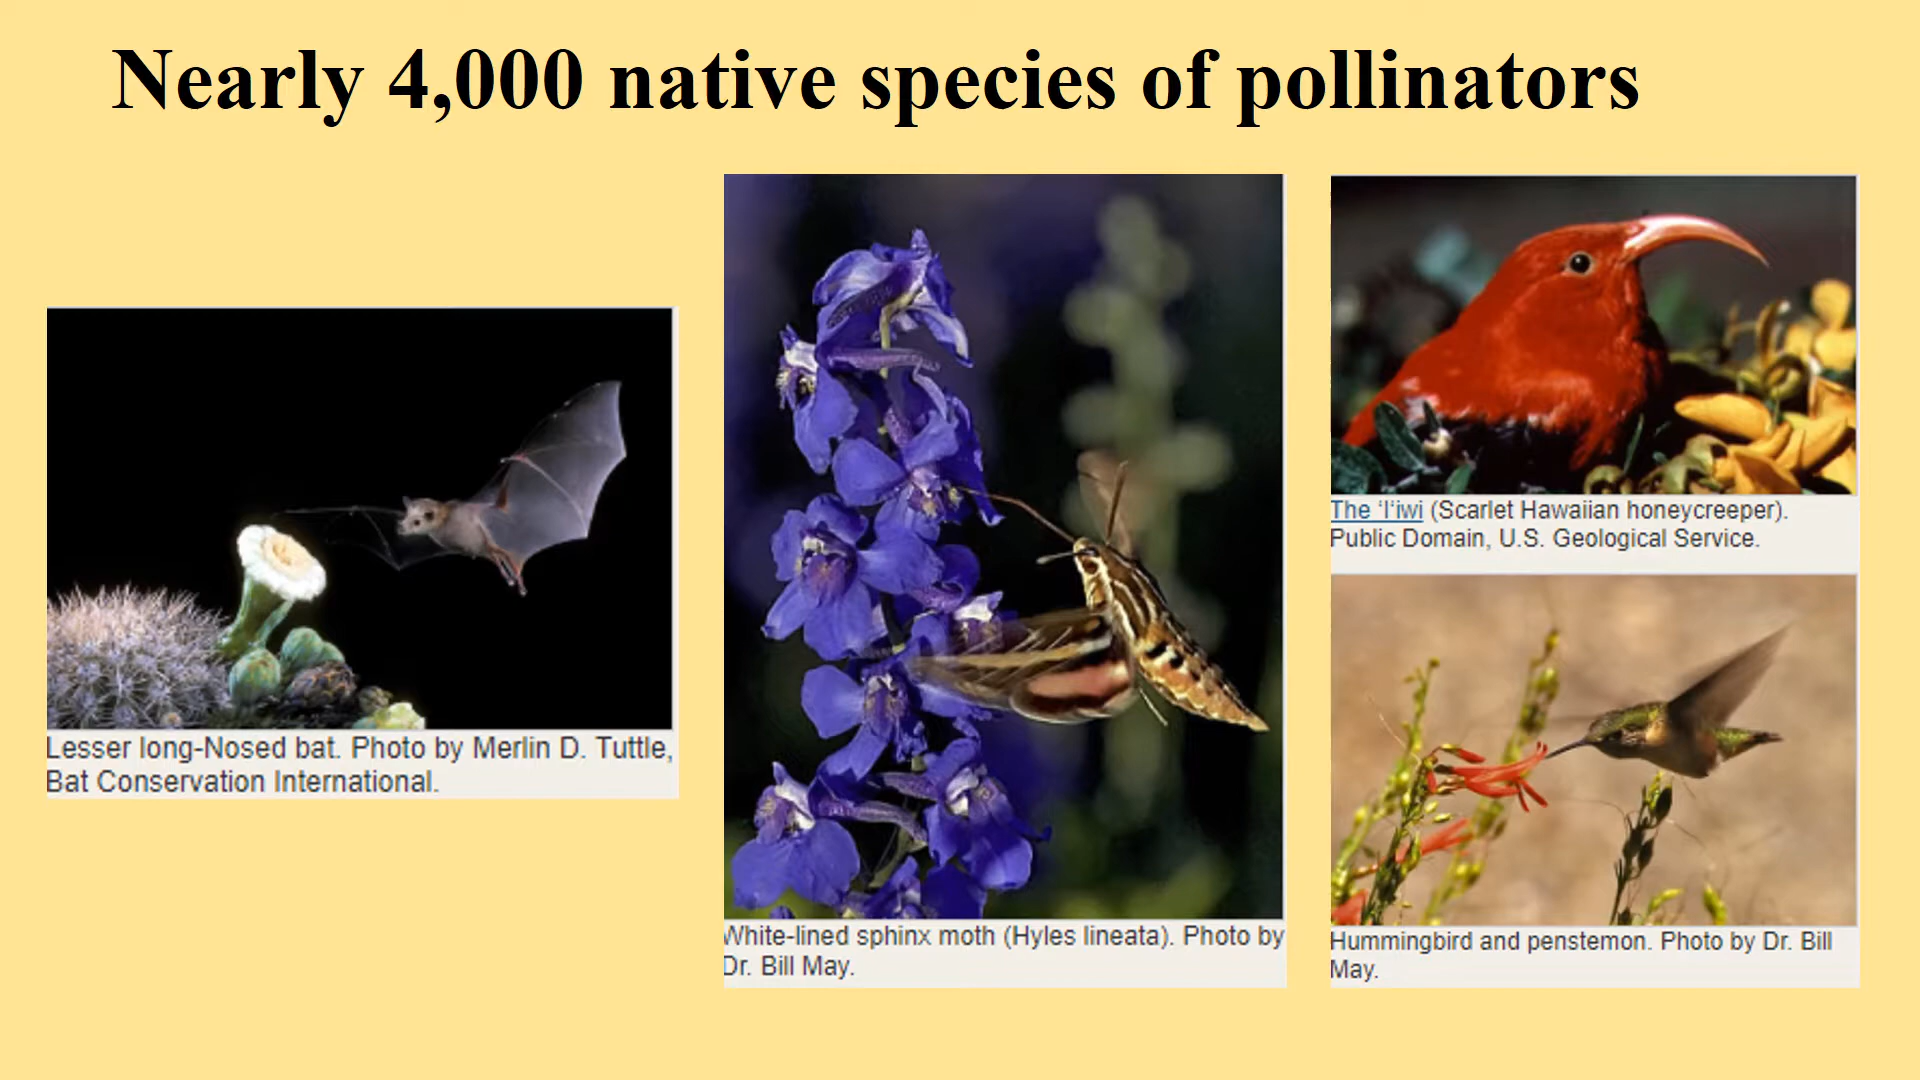 Nearly 4,000 native species of pollinators
Lesser long-Nosed bat. Photo by Merlin D. Tuttle,
Bat Conservation International.
White-lined sphinx moth (Hyles lineata). Photo by
Dr. Bill May.
The ‘I‘iwi (Scarlet Hawaiian honeycreeper).
Public Domain, U.S. Geological Service.
Hummingbird and penstemon. Photo by Dr. Bill
May.